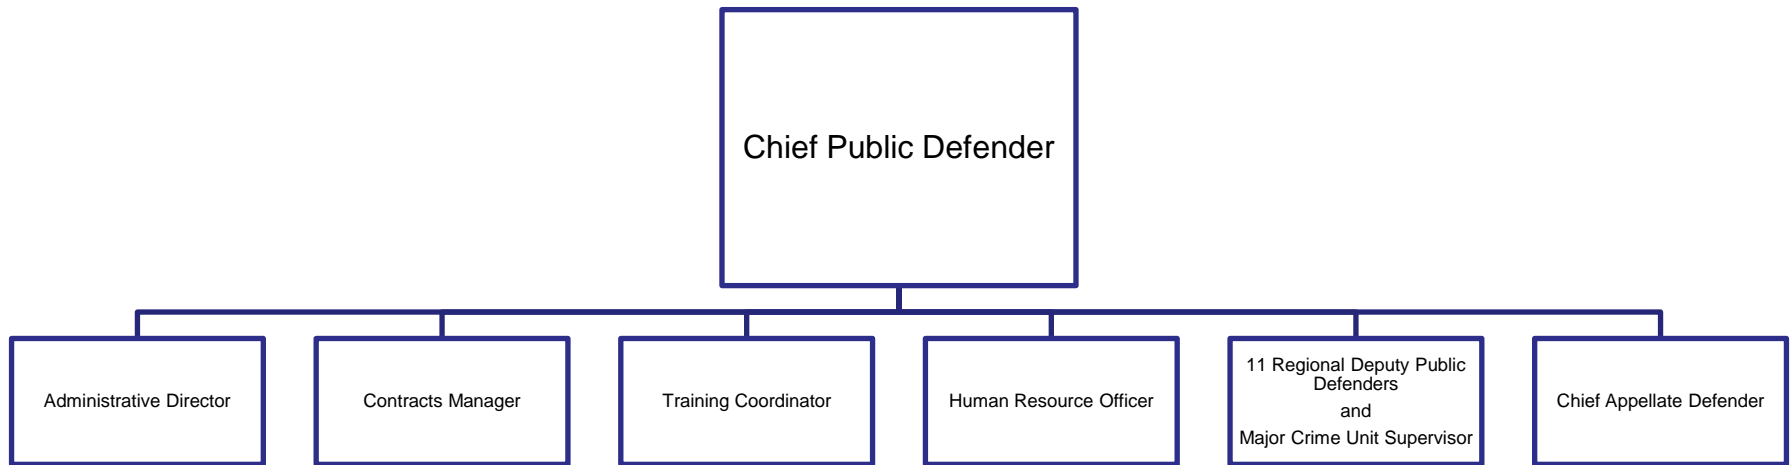 Chief Public Defender
Administrative Director
Contracts Manager
Training Coordinator
Human Resource Officer
11 Regional Deputy Public
Defenders
and
Major Crime Unit Supervisor
Chief Appellate Defender